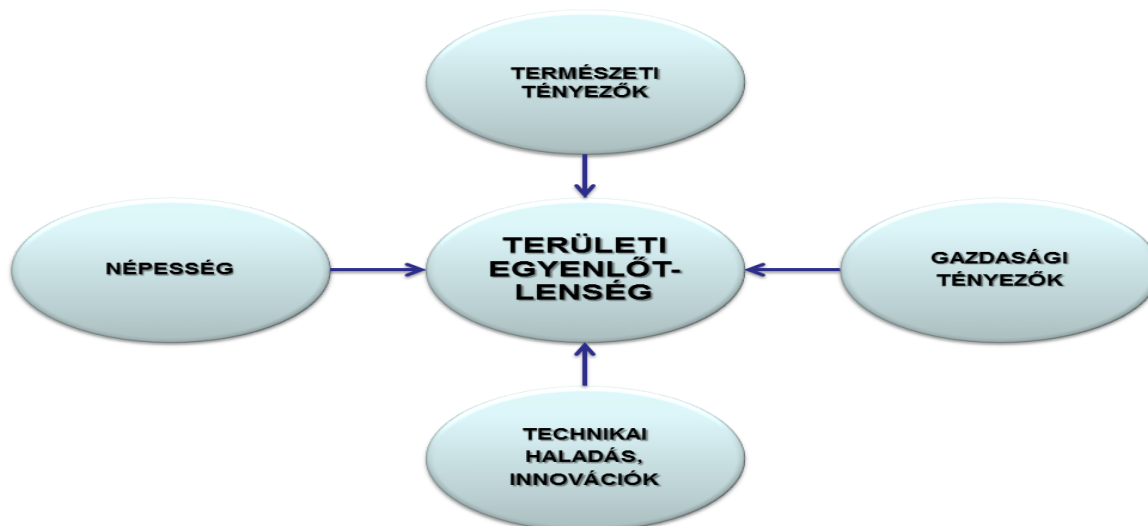 TERMÉSZETI
TÉNYEZŐK
NÉPESSÉG
TERÜLETI
EGYENLŐT-
LENSÉG
GAZDASÁGI
TÉNYEZŐK
TECHNIKAI
HALADÁS,
INNOVÁCIÓK